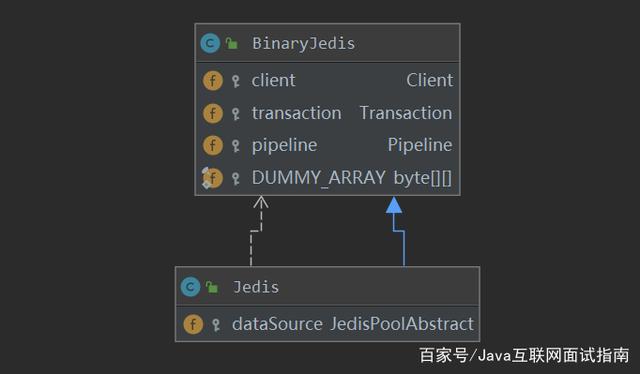 BinaryJedis
client Client
transaction Transaction
pipeline Pipeline
DUMMY_ARRAY byte[][]
Jedis
dataSource JedisPoolAbstract
百家号/Java互联网面试指南